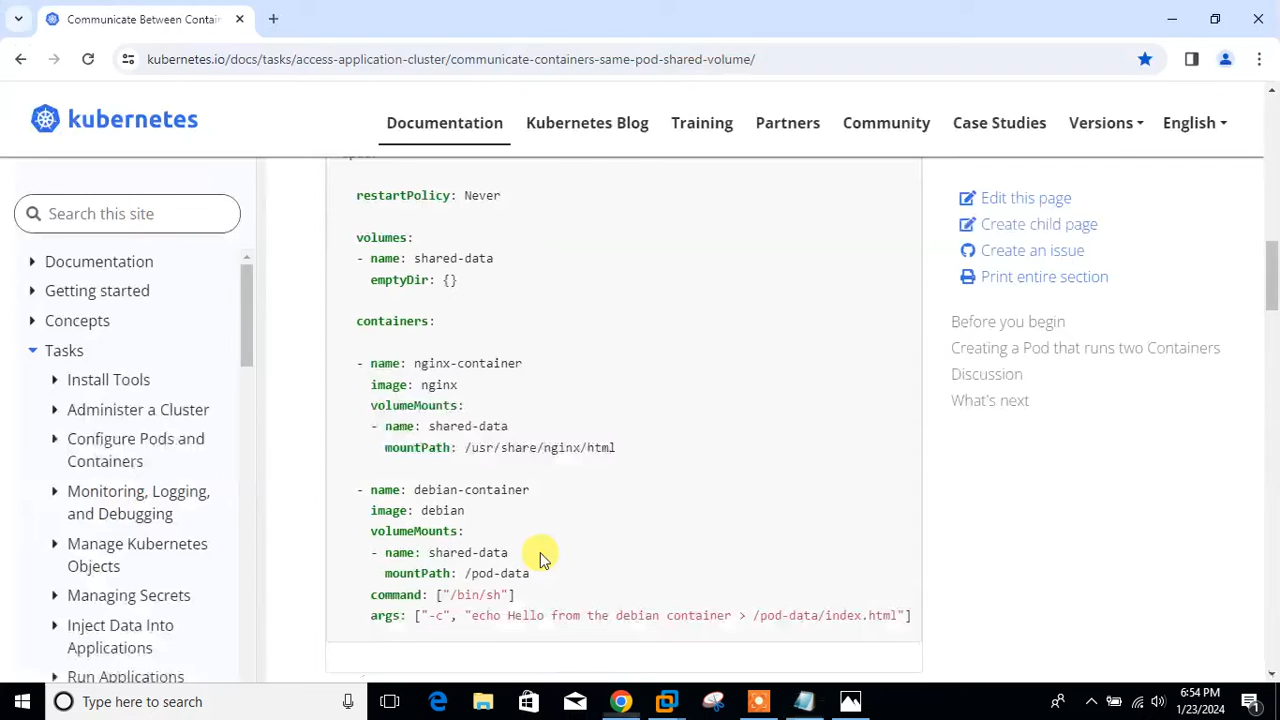 Communicate Between Contain
kubernetes.io/docs/tasks/access-application-cluster/communicate-containers-same-pod-shared-volume/
kubernetes
Documentation
Kubernetes Blog
Training
Partners
Community
Case Studies
Versions
English
Search this site
Documentation
Getting started
Concepts
Tasks
Install Tools
Administer a Cluster
Configure Pods and
Containers
Monitoring, Logging,
and Debugging
Manage Kubernetes
Objects
Managing Secrets
Inject Data Into
Applications
Run Applications
restartPolicy: Never
volumes:
- name: shared-data
emptyDir: {}
containers:
- name: nginx-container
image: nginx
volumeMounts:
- name: shared-data
mountPath: /usr/share/nginx/html
- name: debian-container
image: debian
volumeMounts:
- name: shared-data
mountPath: /pod-data
command: ["/bin/sh"]
args: ["-c", "echo Hello from the debian container > /pod-data/index.html"]
Edit this page
Create child page
Create an issue
Print entire section
Before you begin
Creating a Pod that runs two Containers
Discussion
What's next
Type here to search
6:54 PM
1/23/2024
1